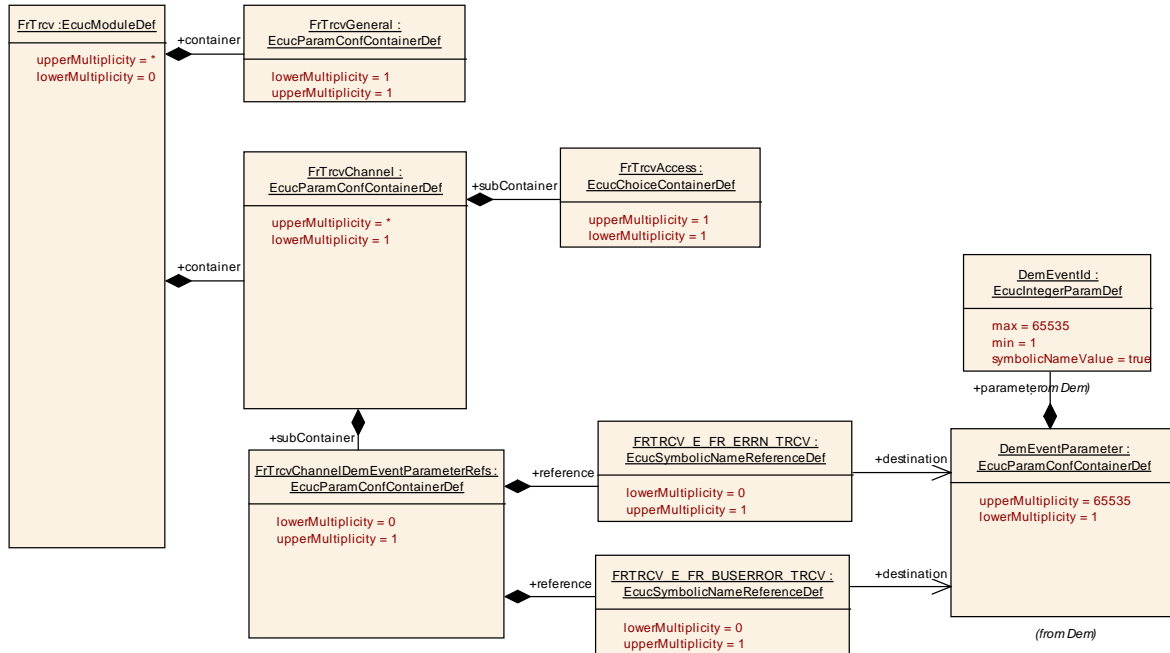 FrTrcv :EcucModuleDef
upperMultiplicity = *
lowerMultiplicity = 0
+container
FrTrcvGeneral :
EcucParamConfContainerDef
lowerMultiplicity = 1
upperMultiplicity = 1
+container
FrTrcvChannel :
EcucParamConfContainerDef
upperMultiplicity = *
lowerMultiplicity = 1
+subContainer
FrTrcvAccess :
EcucChoiceContainerDef
upperMultiplicity = 1
lowerMultiplicity = 1
DemEventId :
EcucIntegerParamDef
max = 65535
min = 1
symbolicNameValue = true
+parameter
om Dem)
+subContainer
FrTrcvChannelDemEventParameterRefs :
EcucParamConfContainerDef
lowerMultiplicity = 0
upperMultiplicity = 1
+reference
FRTRCV_E_FR_ERRN_TRCV :
EcucSymbolicNameReferenceDef
lowerMultiplicity = 0
upperMultiplicity = 1
+destination
DemEventParameter :
EcucParamConfContainerDef
upperMultiplicity = 65535
lowerMultiplicity = 1
+reference
FRTRCV_E_FR_BUSERROR_TRCV :
EcucSymbolicNameReferenceDef
lowerMultiplicity = 0
upperMultiplicity = 1
+destination
(from Dem)